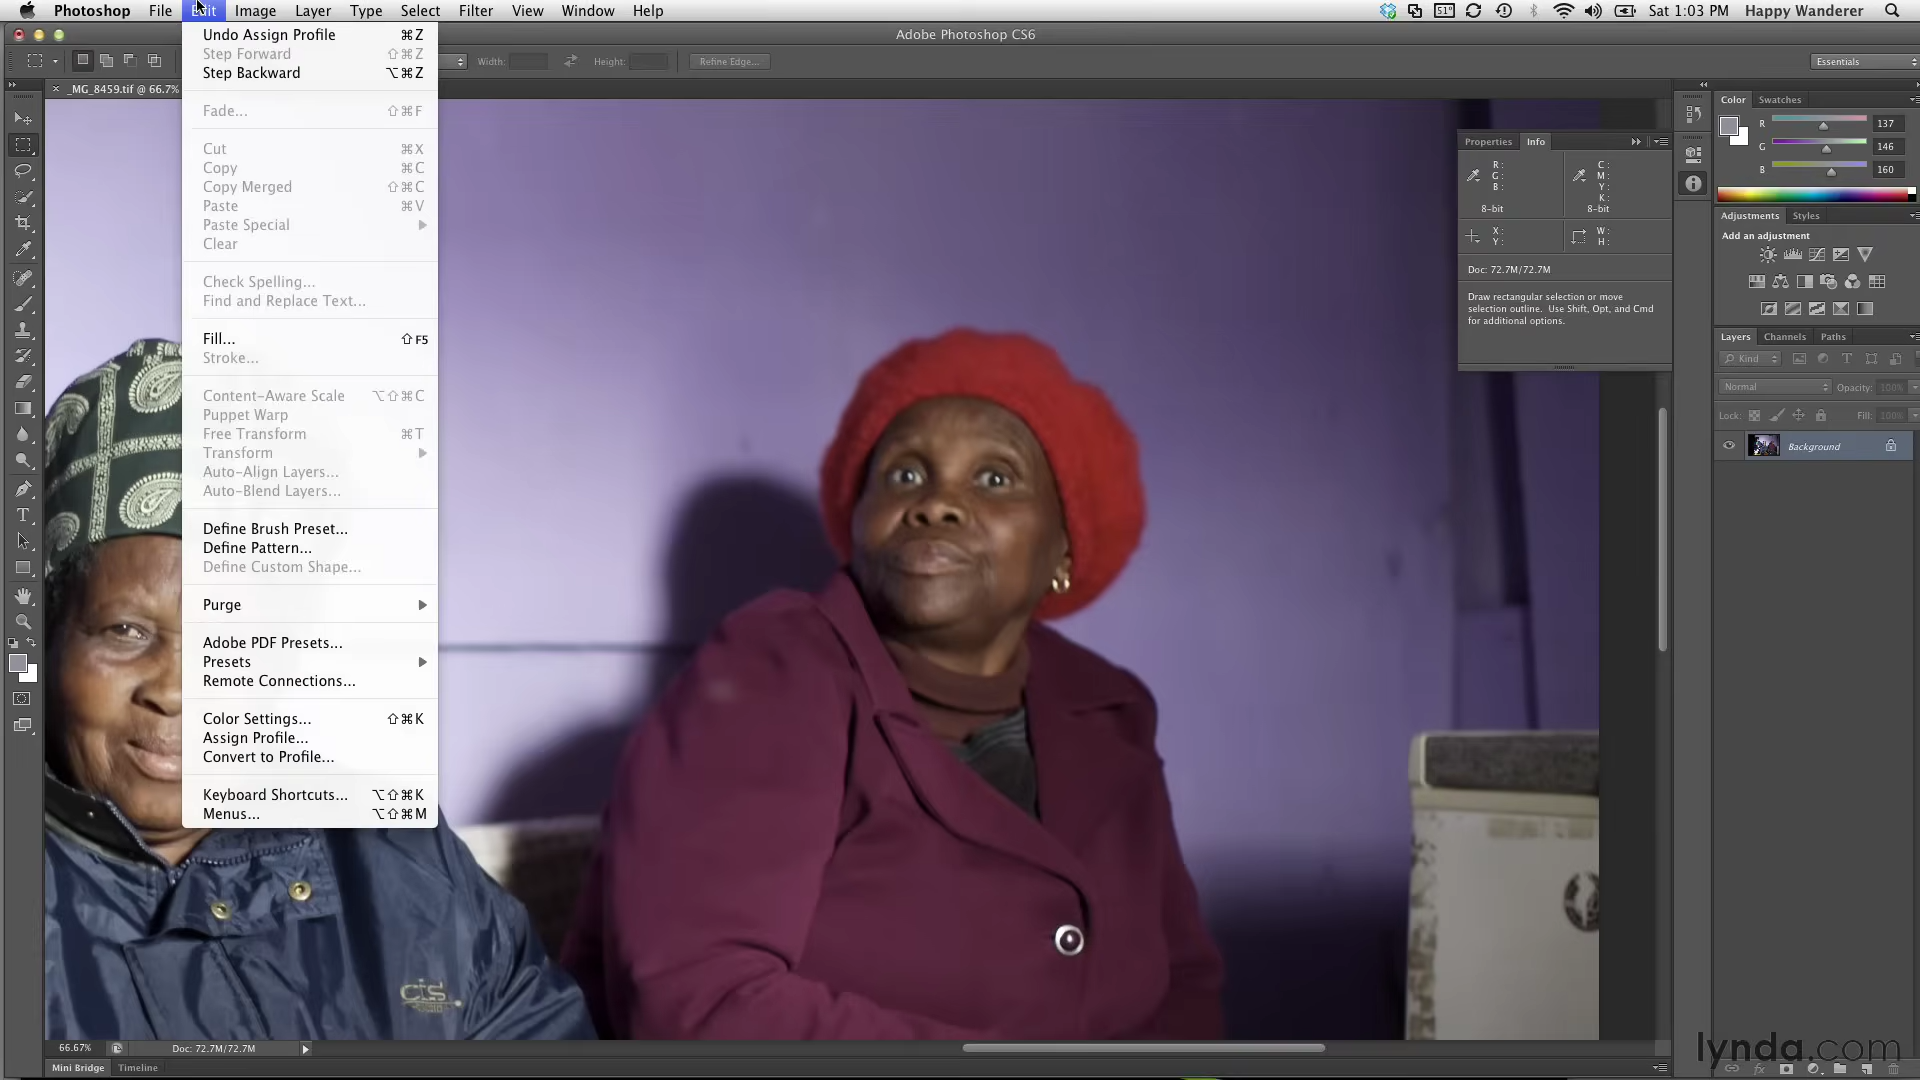 Photoshop File Edit Image Layer Type Select Filter View Window Help 51° Sat 1:03 PM Happy Wanderer
Adobe Photoshop CS6
Width: Height: Refine Edge... Essentials
_MG_8459.tif @ 66.7%
Undo Assign Profile ⌘Z
Step Forward ⇧⌘Z
Step Backward ⌥⌘Z
Fade... ⇧⌘F
Cut ⌘X
Copy ⌘C
Copy Merged ⇧⌘C
Paste ⌘V
Paste Special
Clear
Check Spelling...
Find and Replace Text...
Fill... ⇧F5
Stroke...
Content-Aware Scale ⌥⇧⌘C
Puppet Warp
Free Transform ⌘T
Transform
Auto-Align Layers...
Auto-Blend Layers...
Define Brush Preset...
Define Pattern...
Define Custom Shape...
Purge
Adobe PDF Presets...
Presets
Remote Connections...
Color Settings... ⇧⌘K
Assign Profile...
Convert to Profile...
Keyboard Shortcuts... ⌥⇧⌘K
Menus... ⌥⇧⌘M
Properties Info
R: C:
G: M:
B: Y:
K:
8-bit 8-bit
X: W:
Y: H:
Doc: 72.7M/72.7M
Draw rectangular selection or move
selection outline. Use Shift, Opt, and Cmd
for additional options.
Color Swatches
R 137
G 146
B 160
Adjustments Styles
Add an adjustment
Layers Channels Paths
Kind
Normal Opacity: 100%
Lock: Fill: 100%
Background
cis
66.67% Doc: 72.7M/72.7M
Mini Bridge Timeline
lynda.com